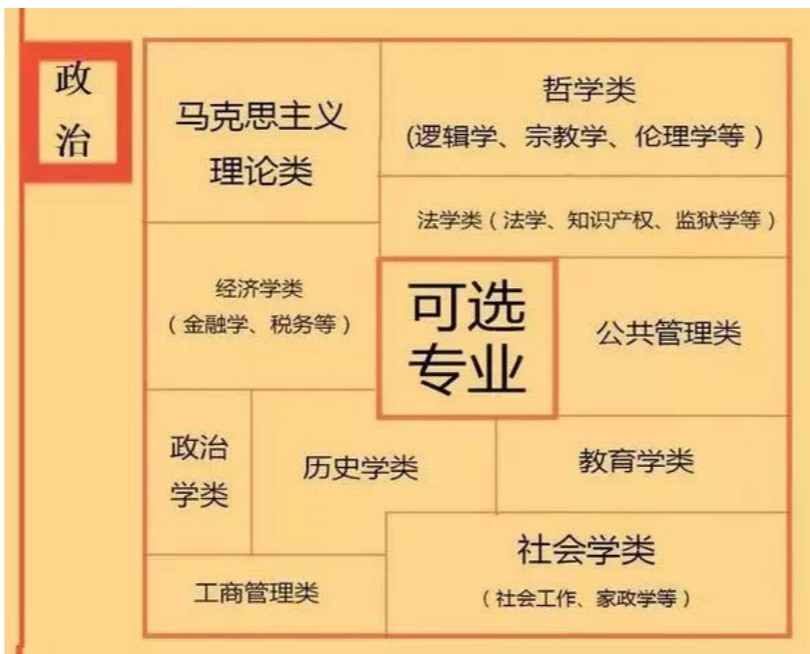 政
治
马克思主义
理论类
哲学类
(逻辑学、宗教学、伦理学等）
法学类（法学、知识产权、监狱学等）
经济学类
（金融学、税务等）
可选
专业
公共管理类
政治
学类
历史学类
教育学类
社会学类
（社会工作、家政学等）
工商管理类